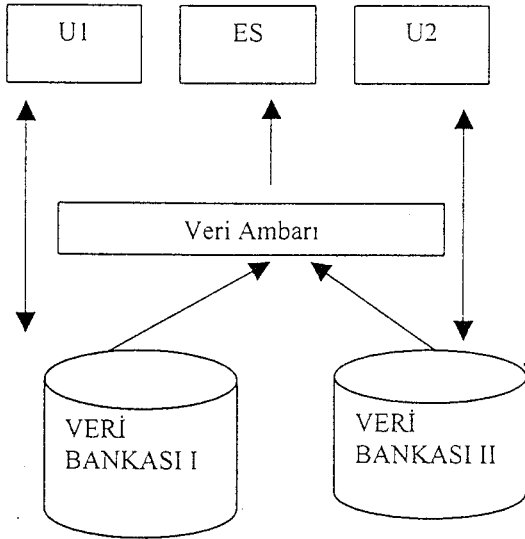 U1
ES
U2
Veri Ambarı
VERİ
BANKASI I
VERİ
BANKASI II